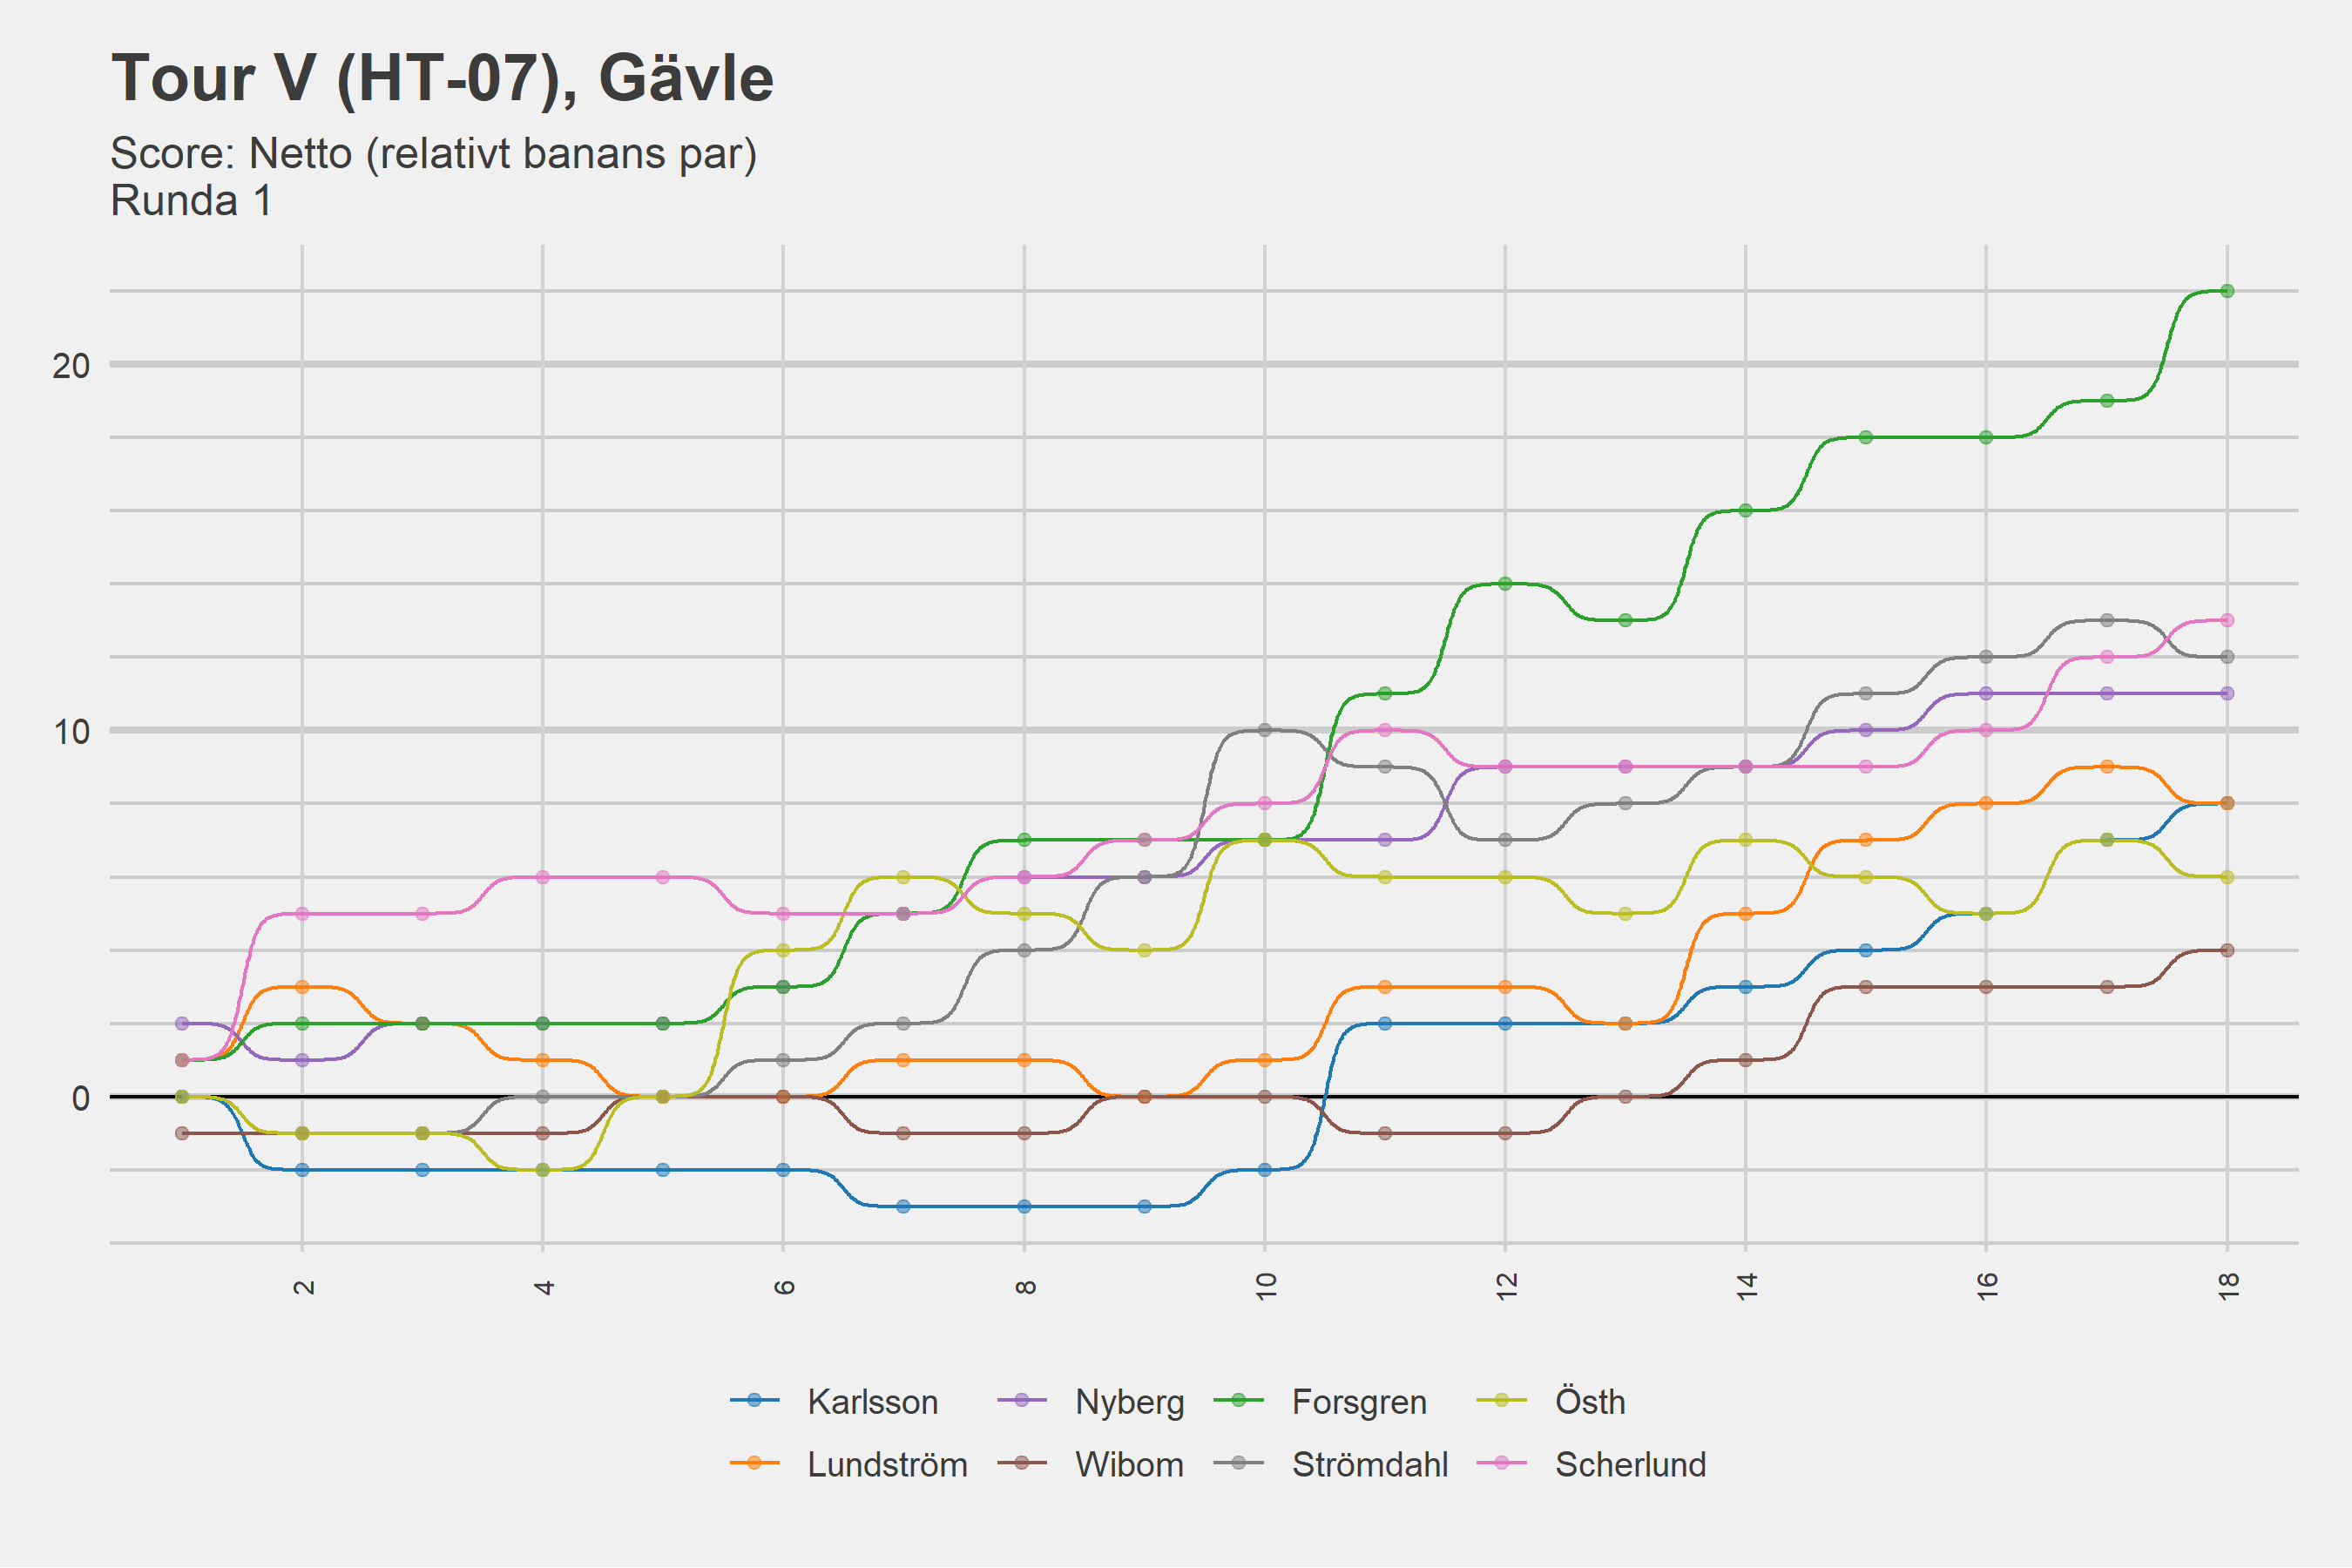 Tour V (HT-07), Gävle
Score: Netto (relativt banans par)
Runda 1
20
10
0
2 4 6 8 10 12 14 16 18
Karlsson Nyberg Forsgren Östh
Lundström Wibom Strömdahl Scherlund